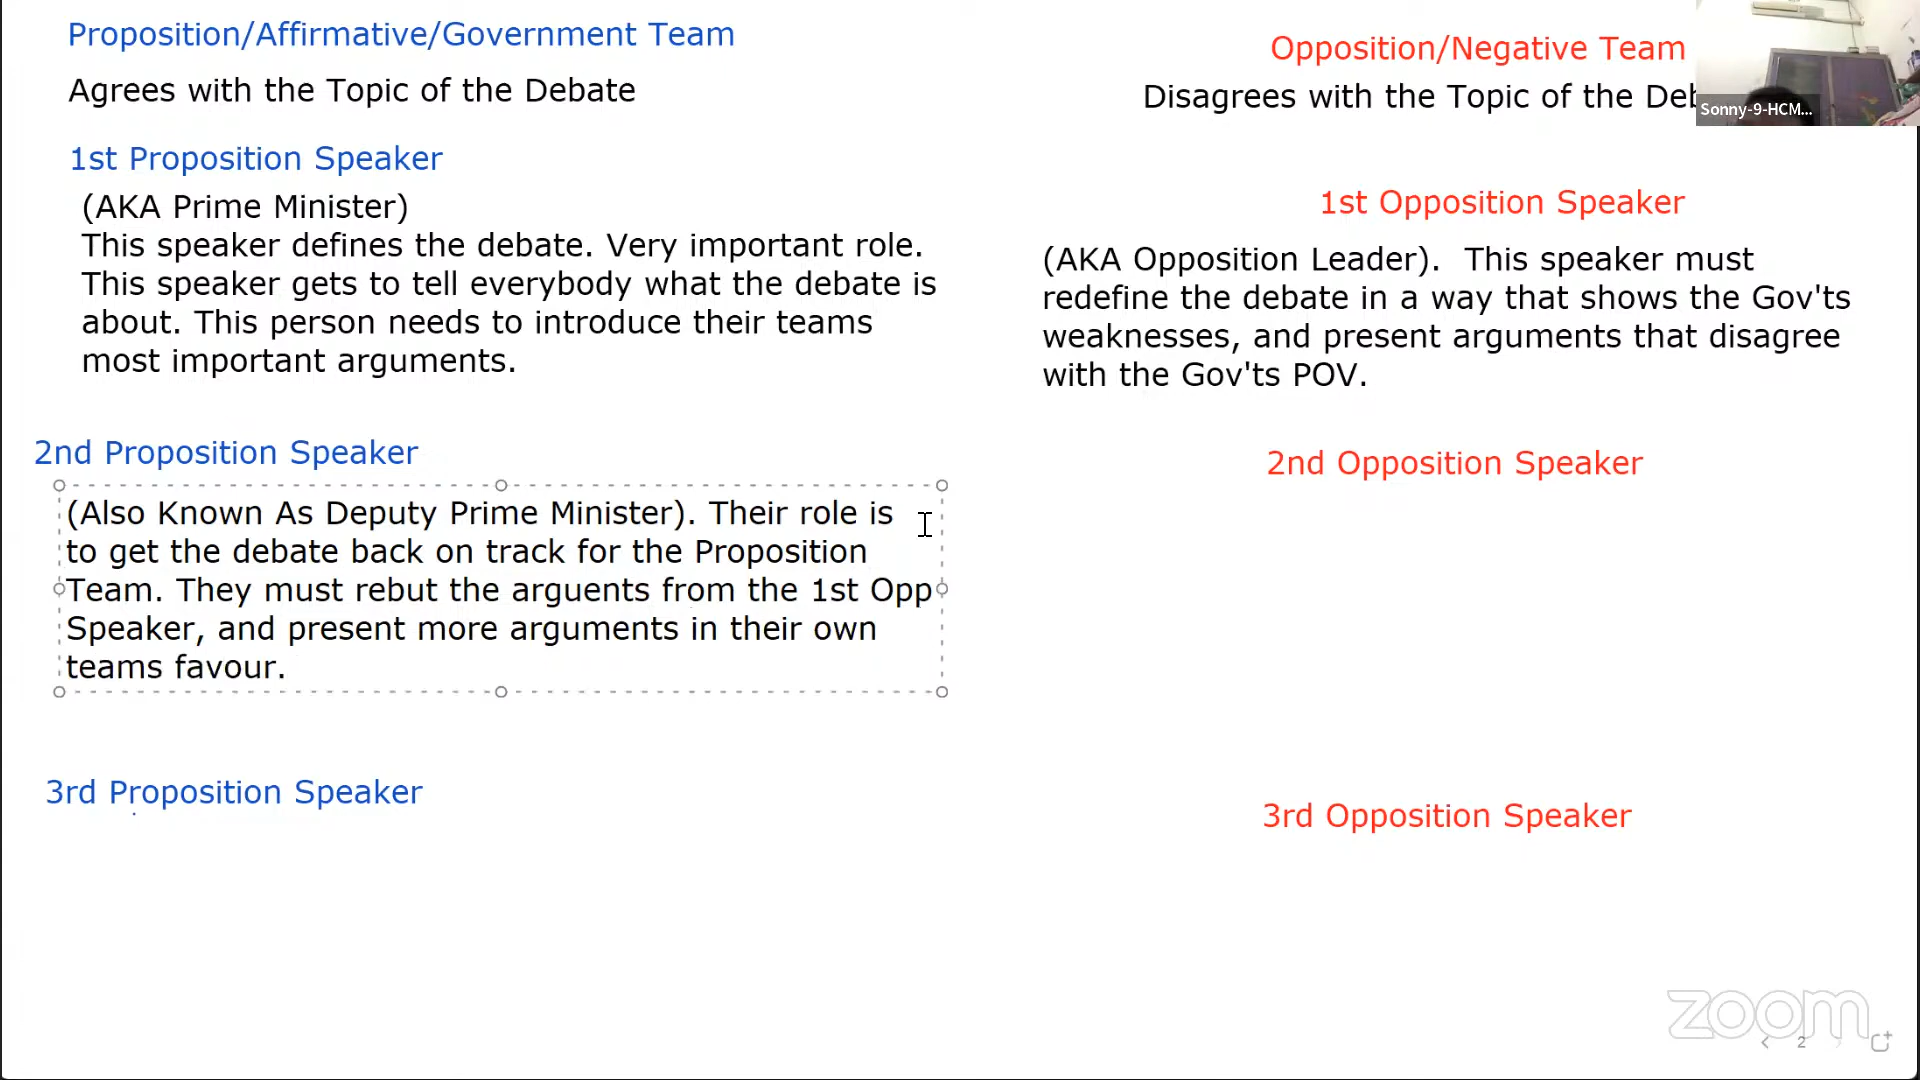 Proposition/Affirmative/Government Team
Agrees with the Topic of the Debate
1st Proposition Speaker
(AKA Prime Minister)
This speaker defines the debate. Very important role.
This speaker gets to tell everybody what the debate is
about. This person needs to introduce their teams
most important arguments.
2nd Proposition Speaker
(Also Known As Deputy Prime Minister). Their role is
to get the debate back on track for the Proposition
Team. They must rebut the arguents from the 1st Opp
Speaker, and present more arguments in their own
teams favour.
3rd Proposition Speaker
Opposition/Negative Team
Disagrees with the Topic of the Deb
Sonny-9-HCM...
1st Opposition Speaker
(AKA Opposition Leader). This speaker must
redefine the debate in a way that shows the Gov'ts
weaknesses, and present arguments that disagree
with the Gov'ts POV.
2nd Opposition Speaker
3rd Opposition Speaker
zoom
2